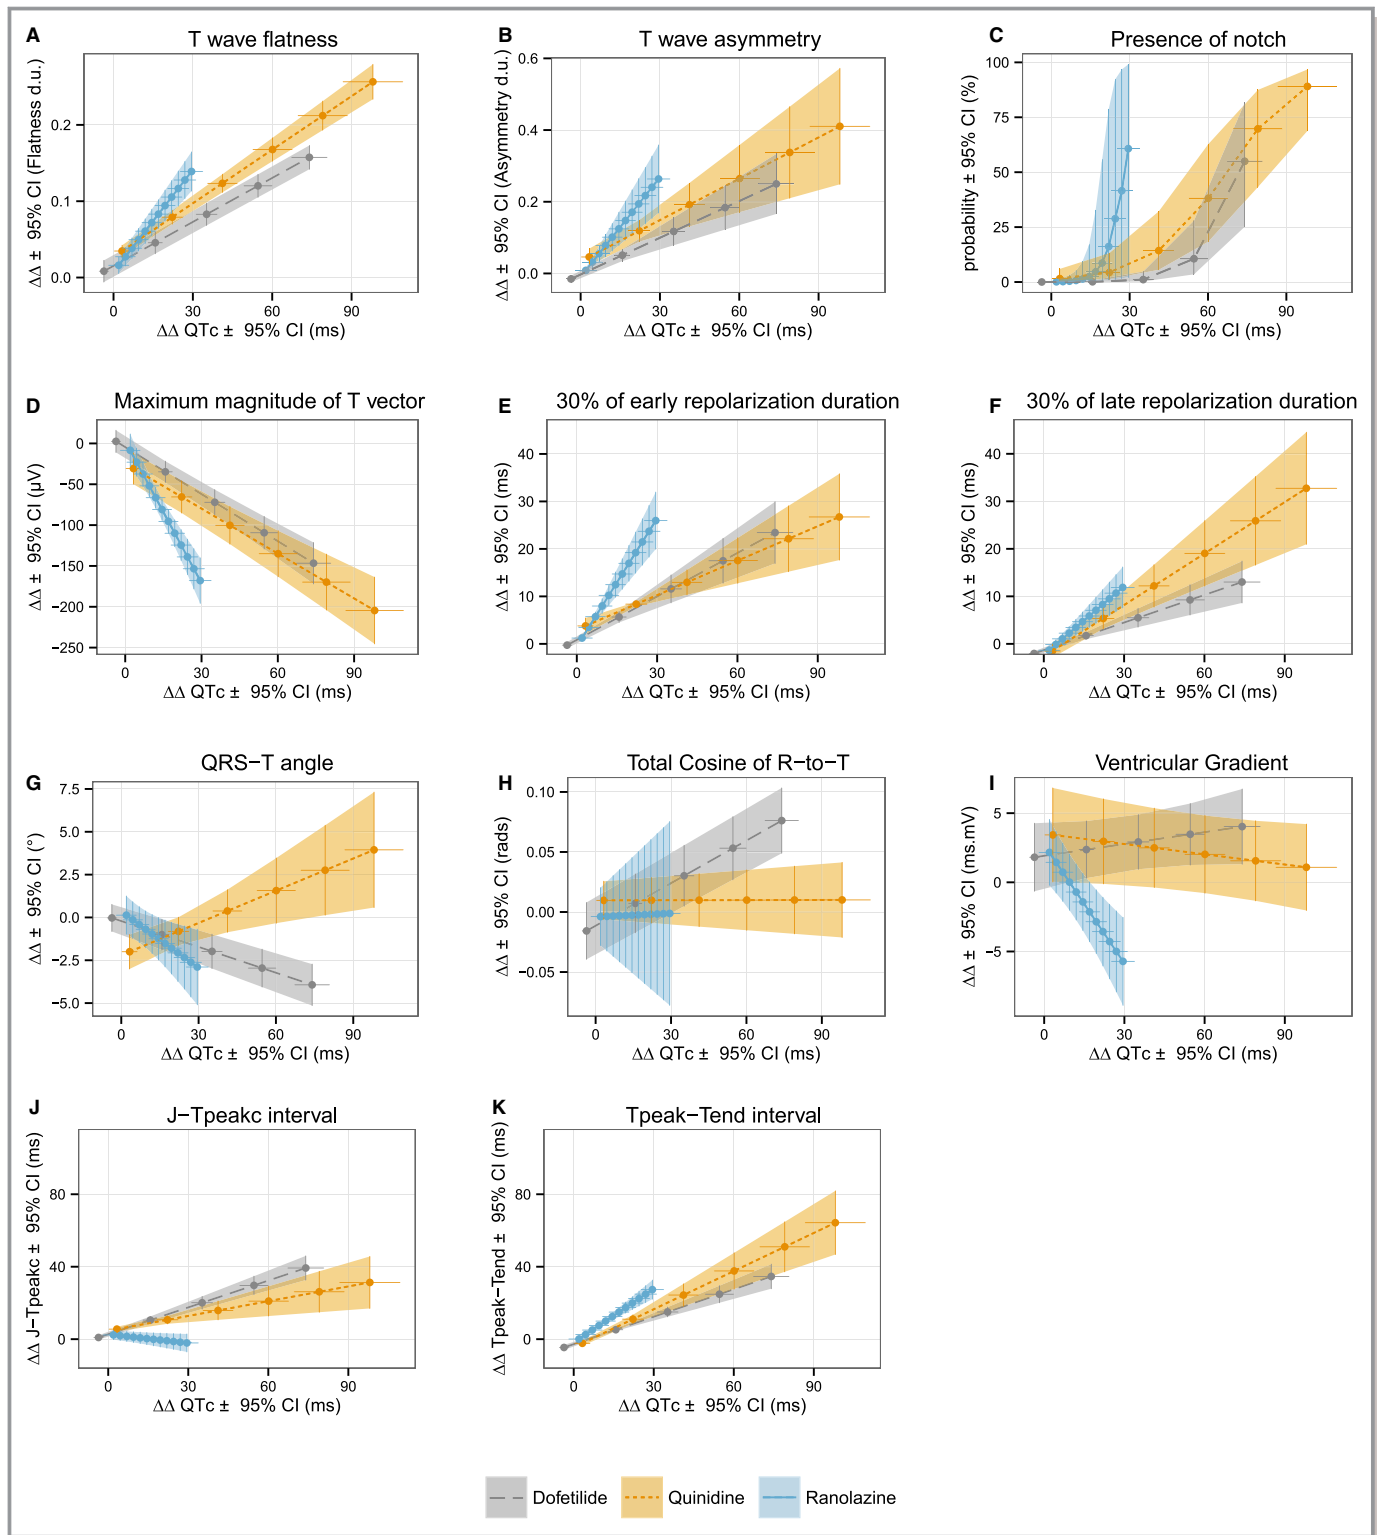 A
T wave flatness
ΔΔ ± 95% CI (Flatness d.u.)
0.2
0.1
0.0
0 30 60 90
ΔΔ QTc ± 95% CI (ms)
B
T wave asymmetry
ΔΔ ± 95% CI (Asymmetry d.u.)
0.6
0.4
0.2
0.0
0 30 60 90
ΔΔ QTc ± 95% CI (ms)
C
Presence of notch
probability ± 95% CI (%)
100
75
50
25
0
0 30 60 90
ΔΔ QTc ± 95% CI (ms)
D
Maximum magnitude of T vector
ΔΔ ± 95% CI (µV)
0
−50
−100
−150
−200
−250
0 30 60 90
ΔΔ QTc ± 95% CI (ms)
E
30% of early repolarization duration
ΔΔ ± 95% CI (ms)
40
30
20
10
0
0 30 60 90
ΔΔ QTc ± 95% CI (ms)
F
30% of late repolarization duration
ΔΔ ± 95% CI (ms)
40
30
20
10
0
0 30 60 90
ΔΔ QTc ± 95% CI (ms)
G
QRS−T angle
ΔΔ ± 95% CI (°)
7.5
5.0
2.5
0.0
−2.5
−5.0
0 30 60 90
ΔΔ QTc ± 95% CI (ms)
H
Total Cosine of R−to−T
ΔΔ ± 95% CI (rads)
0.10
0.05
0.00
−0.05
0 30 60 90
ΔΔ QTc ± 95% CI (ms)
I
Ventricular Gradient
ΔΔ ± 95% CI (ms.mV)
5
0
−5
0 30 60 90
ΔΔ QTc ± 95% CI (ms)
J
J−Tpeakc interval
ΔΔ J−Tpeakc ± 95% CI (ms)
80
40
0
0 30 60 90
ΔΔ QTc ± 95% CI (ms)
K
Tpeak−Tend interval
ΔΔ Tpeak−Tend ± 95% CI (ms)
80
40
0
0 30 60 90
ΔΔ QTc ± 95% CI (ms)
Dofetilide Quinidine Ranolazine